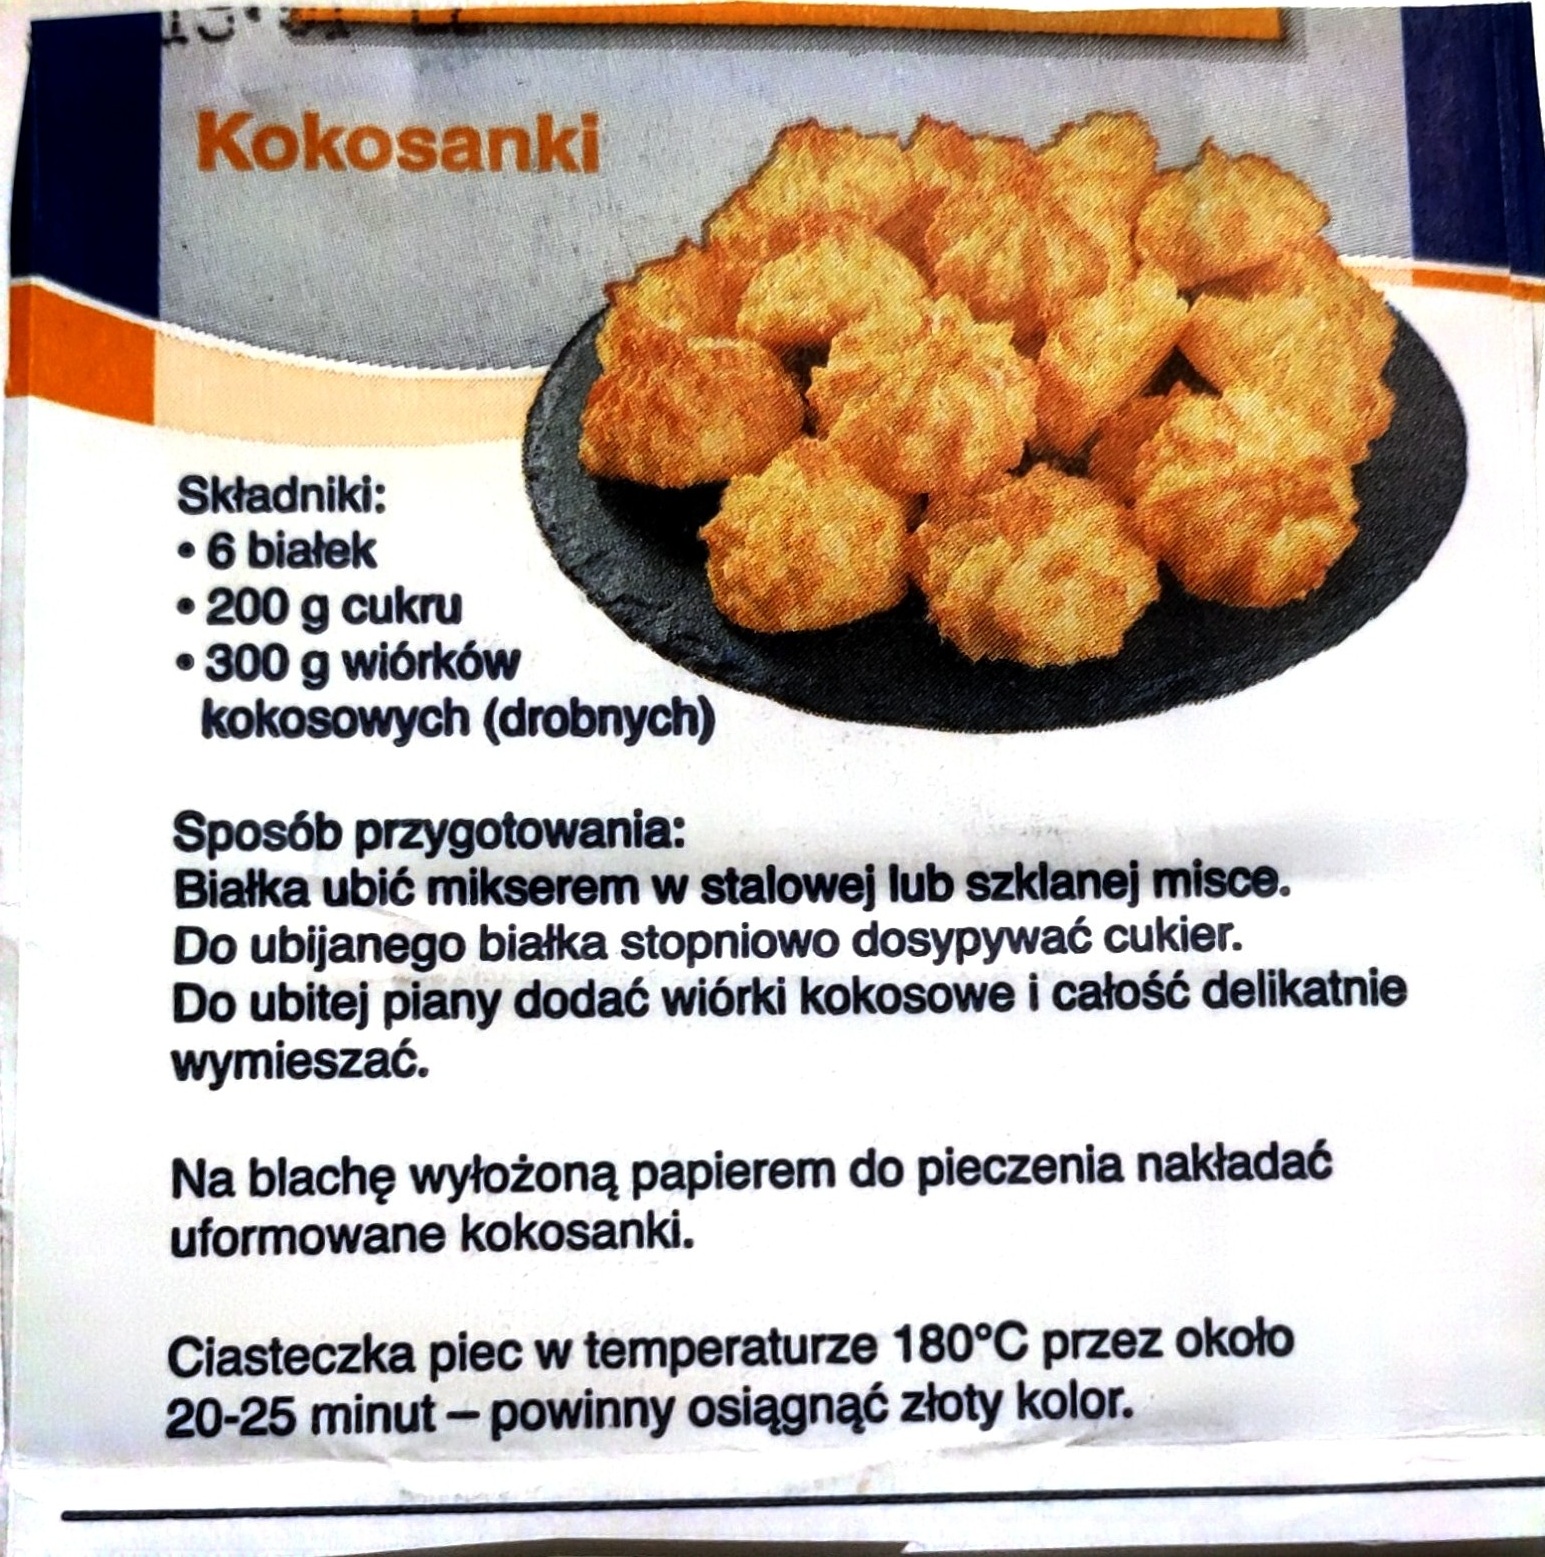 Kokosanki
Składniki:
• 6 białek
• 200 g cukru
• 300 g wiórków
kokosowych (drobnych)
Sposób przygotowania:
Białka ubić mikserem w stalowej lub szklanej misce.
Do ubijanego białka stopniowo dosypywać cukier.
Do ubitej piany dodać wiórki kokosowe i całość delikatnie
wymieszać.
Na blachę wyłożoną papierem do pieczenia nakładać
uformowane kokosanki.
Ciasteczka piec w temperaturze 180°C przez około
20-25 minut – powinny osiągnąć złoty kolor.